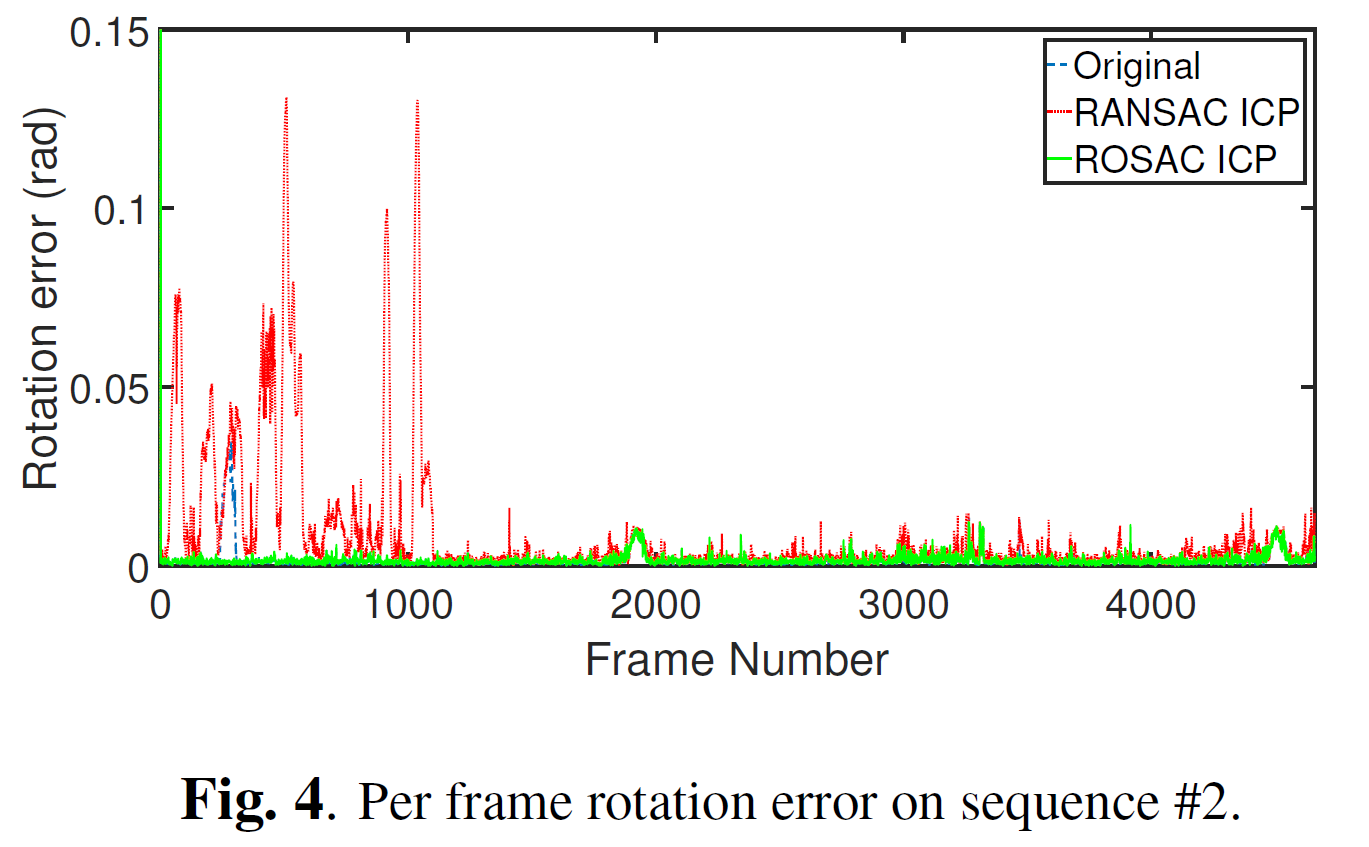 0.15
0.1
0.05
0
Rotation error (rad)
Original
RANSAC ICP
ROSAC ICP
0 1000 2000 3000 4000
Frame Number
Fig. 4. Per frame rotation error on sequence #2.